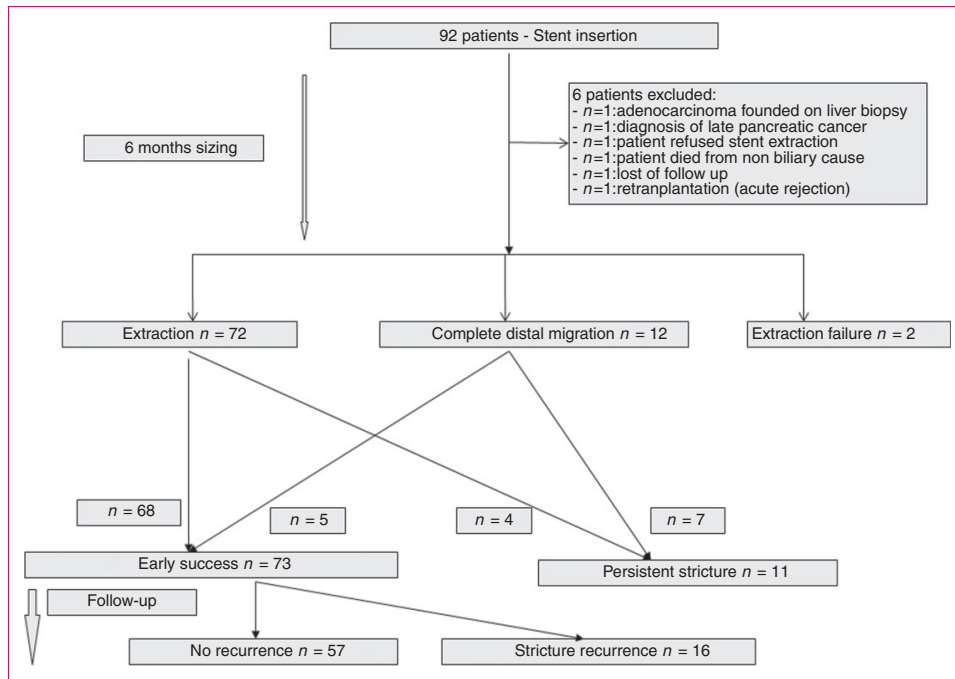 92 patients - Stent insertion
6 patients excluded:
- n=1:adenocarcinoma founded on liver biopsy
- n=1:diagnosis of late pancreatic cancer
- n=1:patient refused stent extraction
- n=1:patient died from non biliary cause
- n=1:lost of follow up
- n=1:retranplantation (acute rejection)
6 months sizing
Extraction n = 72
Complete distal migration n = 12
Extraction failure n = 2
n = 68
n = 5
n = 4
n = 7
Early success n = 73
Persistent stricture n = 11
Follow-up
No recurrence n = 57
Stricture recurrence n = 16